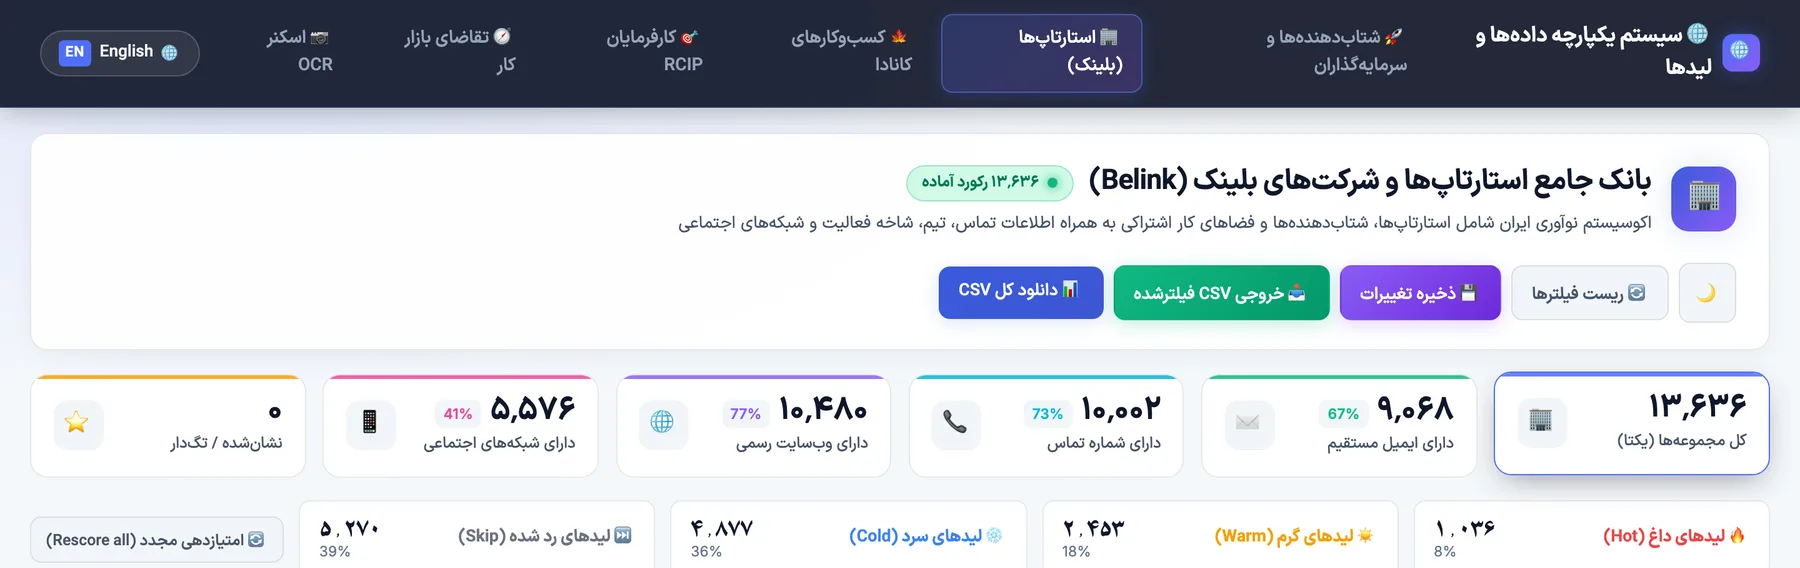 🌐 سیستم یکپارچه داده‌ها و
لیدها
🚀 شتاب‌دهنده‌ها و
سرمایه‌گذاران
🏢 استارتاپ‌ها
(بلینک)
🍁 کسب‌وکارهای
کانادا
🎯 کارفرمایان
RCIP
🧭 تقاضای بازار
کار
📷 اسکنر
OCR
🌐 English EN
بانک جامع استارتاپ‌ها و شرکت‌های بلینک (Belink)
۱۳,۶۳۶ رکورد آماده
اکوسیستم نوآوری ایران شامل استارتاپ‌ها، شتاب‌دهنده‌ها و فضاهای کار اشتراکی به همراه اطلاعات تماس، تیم، شاخه فعالیت و شبکه‌های اجتماعی
🔄 ریست فیلترها
💾 ذخیره تغییرات
📤 خروجی CSV فیلترشده
📊 دانلود کل CSV
۱۳,۶۳۶
کل مجموعه‌ها (یکتا)
۹,۰۶۸ 67%
دارای ایمیل مستقیم
۱۰,۰۰۲ 73%
دارای شماره تماس
۱۰,۴۸۰ 77%
دارای وب‌سایت رسمی
۵,۵۷۶ 41%
دارای شبکه‌های اجتماعی
۰
نشان‌شده / تگ‌دار
🔥 لیدهای داغ (Hot)
۱,۰۳۶
8%
☀️ لیدهای گرم (Warm)
۲,۴۵۳
18%
❄️ لیدهای سرد (Cold)
۴,۸۷۷
36%
⏭️ لیدهای رد شده (Skip)
۵,۲۷۰
39%
🔄 امتیازدهی مجدد (Rescore all)